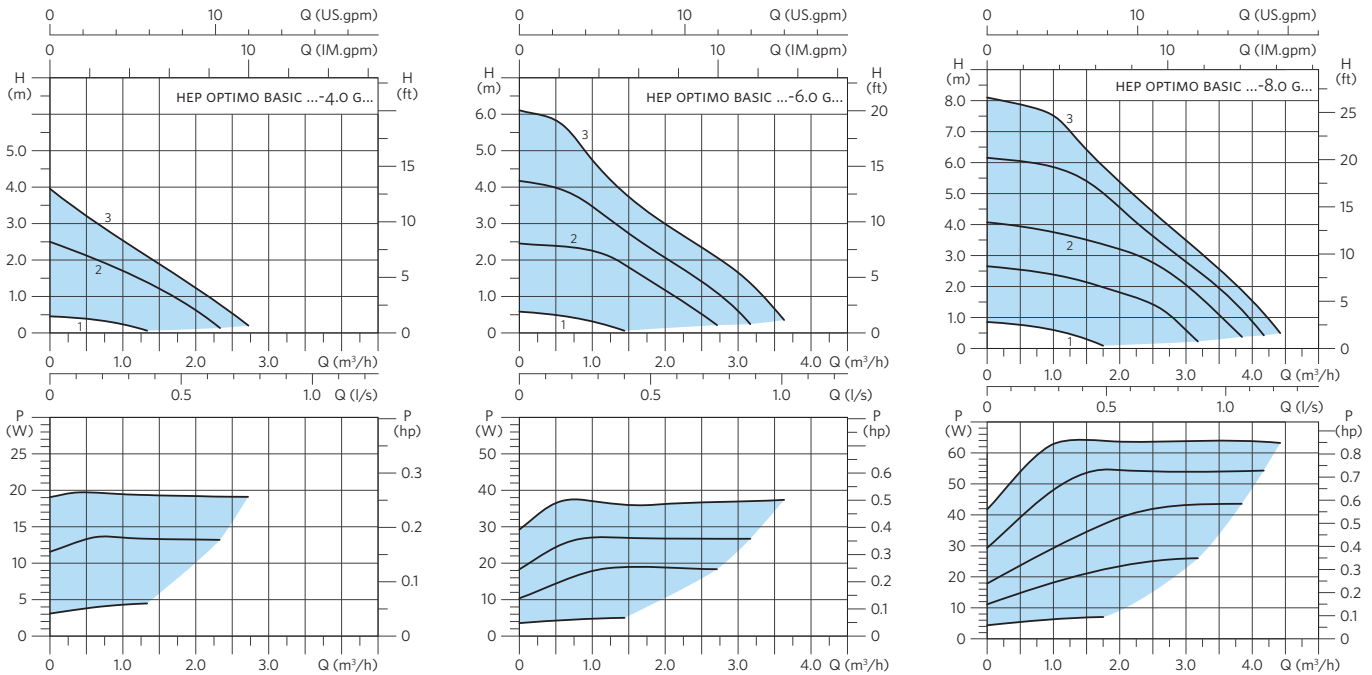 0 10 Q (US.gpm)
0 10 Q (IM.gpm)
H (m) H (ft)
HEP OPTIMO BASIC ...-4.0 G...
5.0 15
4.0
3.0 3 10
2.0 2 5
1.0 1
0 0
0 1.0 2.0 3.0 Q (m³/h)
0 0.5 1.0 Q (l/s)
P (W) P (hp)
25 0.3
20
15 0.2
10 0.1
5
0 0
0 1.0 2.0 3.0 Q (m³/h)
0 10 Q (US.gpm)
0 10 Q (IM.gpm)
H (m) H (ft)
HEP OPTIMO BASIC ...-6.0 G...
6.0 20
5.0 3 15
4.0
3.0 10
2.0 2 5
1.0 1
0 0
0 1.0 2.0 3.0 4.0 Q (m³/h)
0 0.5 1.0 Q (l/s)
P (W) P (hp)
50 0.6
40 0.5
30 0.4
20 0.3
0.2
10 0.1
0 0
0 1.0 2.0 3.0 4.0 Q (m³/h)
0 10 Q (US.gpm)
0 10 Q (IM.gpm)
H (m) H (ft)
HEP OPTIMO BASIC ...-8.0 G...
8.0 25
7.0 3
6.0 20
5.0 15
4.0
3.0 2 10
2.0 5
1.0 1
0 0
0 1.0 2.0 3.0 4.0 Q (m³/h)
0 0.5 1.0 Q (l/s)
P (W) P (hp)
60 0.8
50 0.7
40 0.6
0.5
30 0.4
20 0.3
0.2
10 0.1
0 0
0 1.0 2.0 3.0 4.0 Q (m³/h)